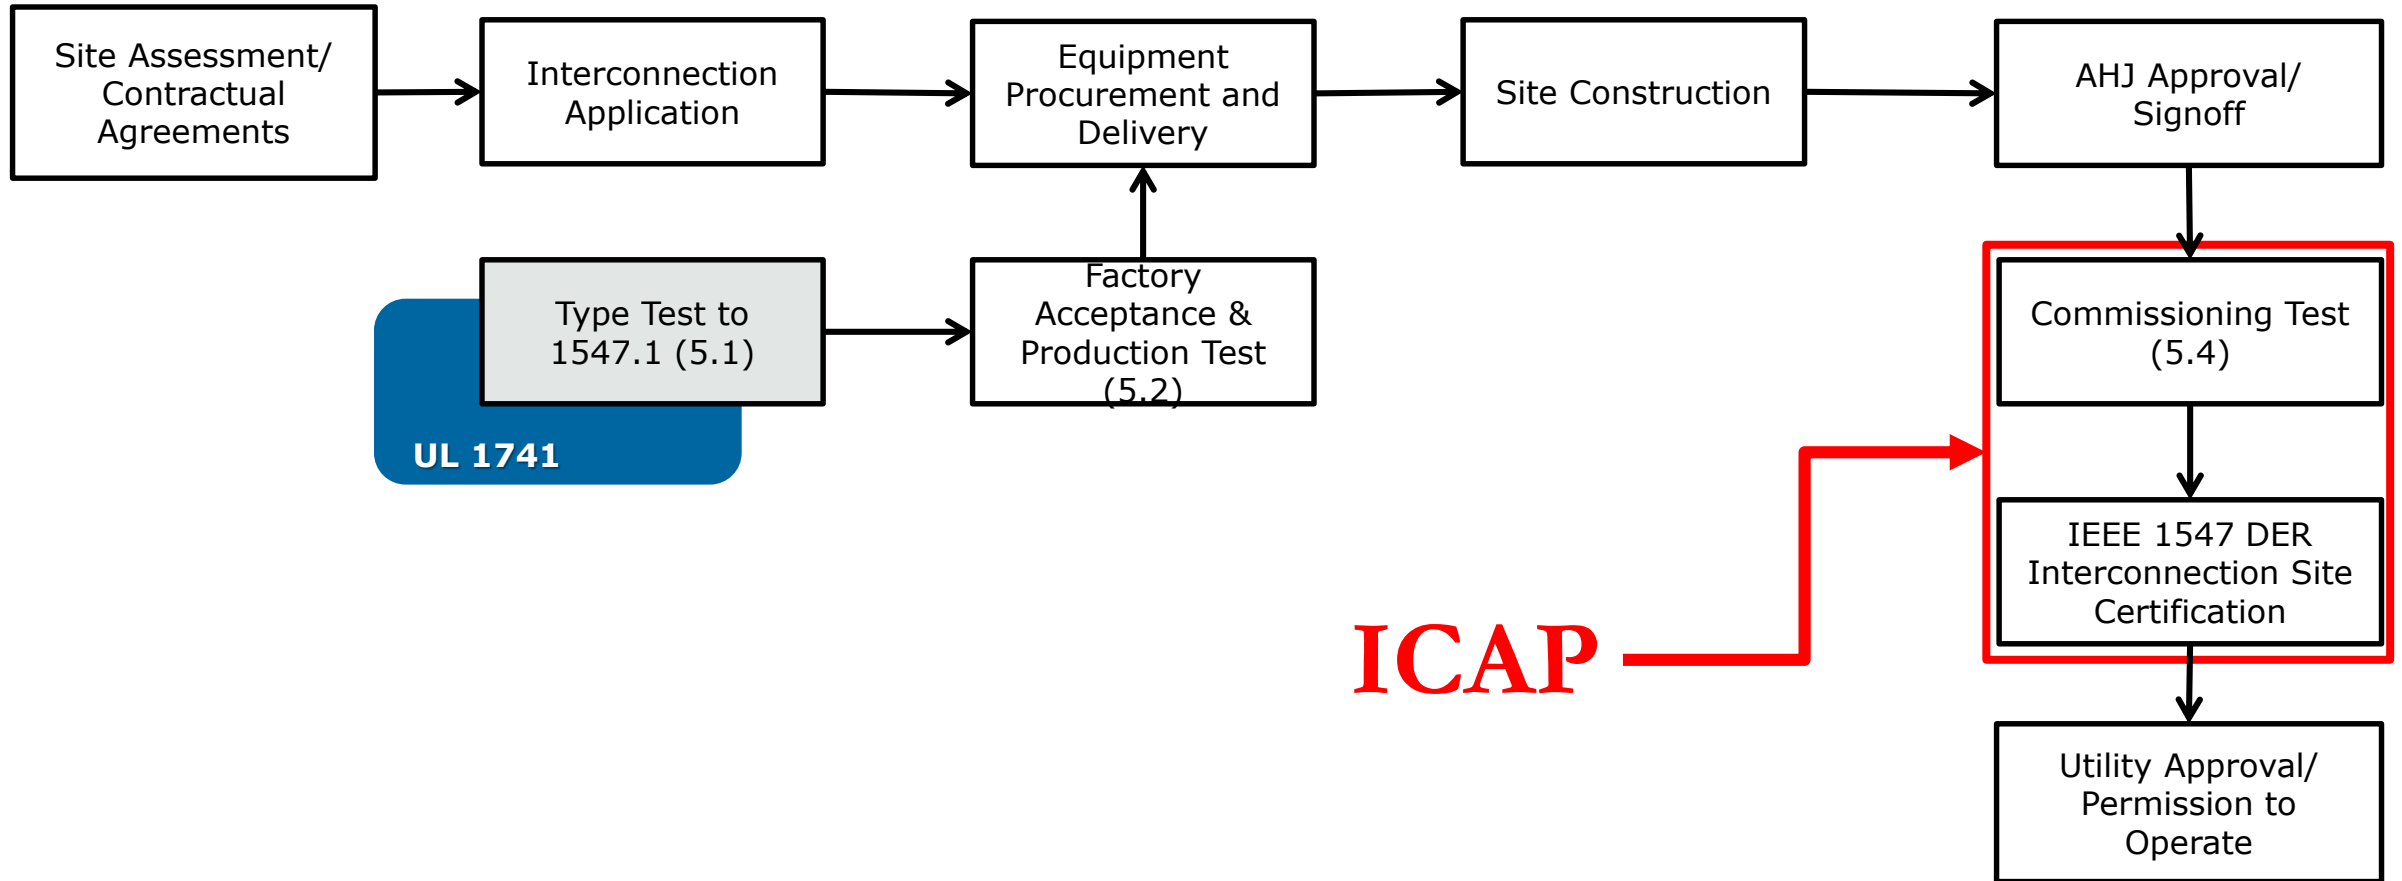 Site Assessment/
Contractual
Agreements
Interconnection
Application
Equipment
Procurement and
Delivery
Site Construction
AHJ Approval/
Signoff
Type Test to
1547.1 (5.1)
UL 1741
Factory
Acceptance &
Production Test
(5.2)
Commissioning Test
(5.4)
IEEE 1547 DER
Interconnection Site
Certification
ICAP
Utility Approval/
Permission to
Operate